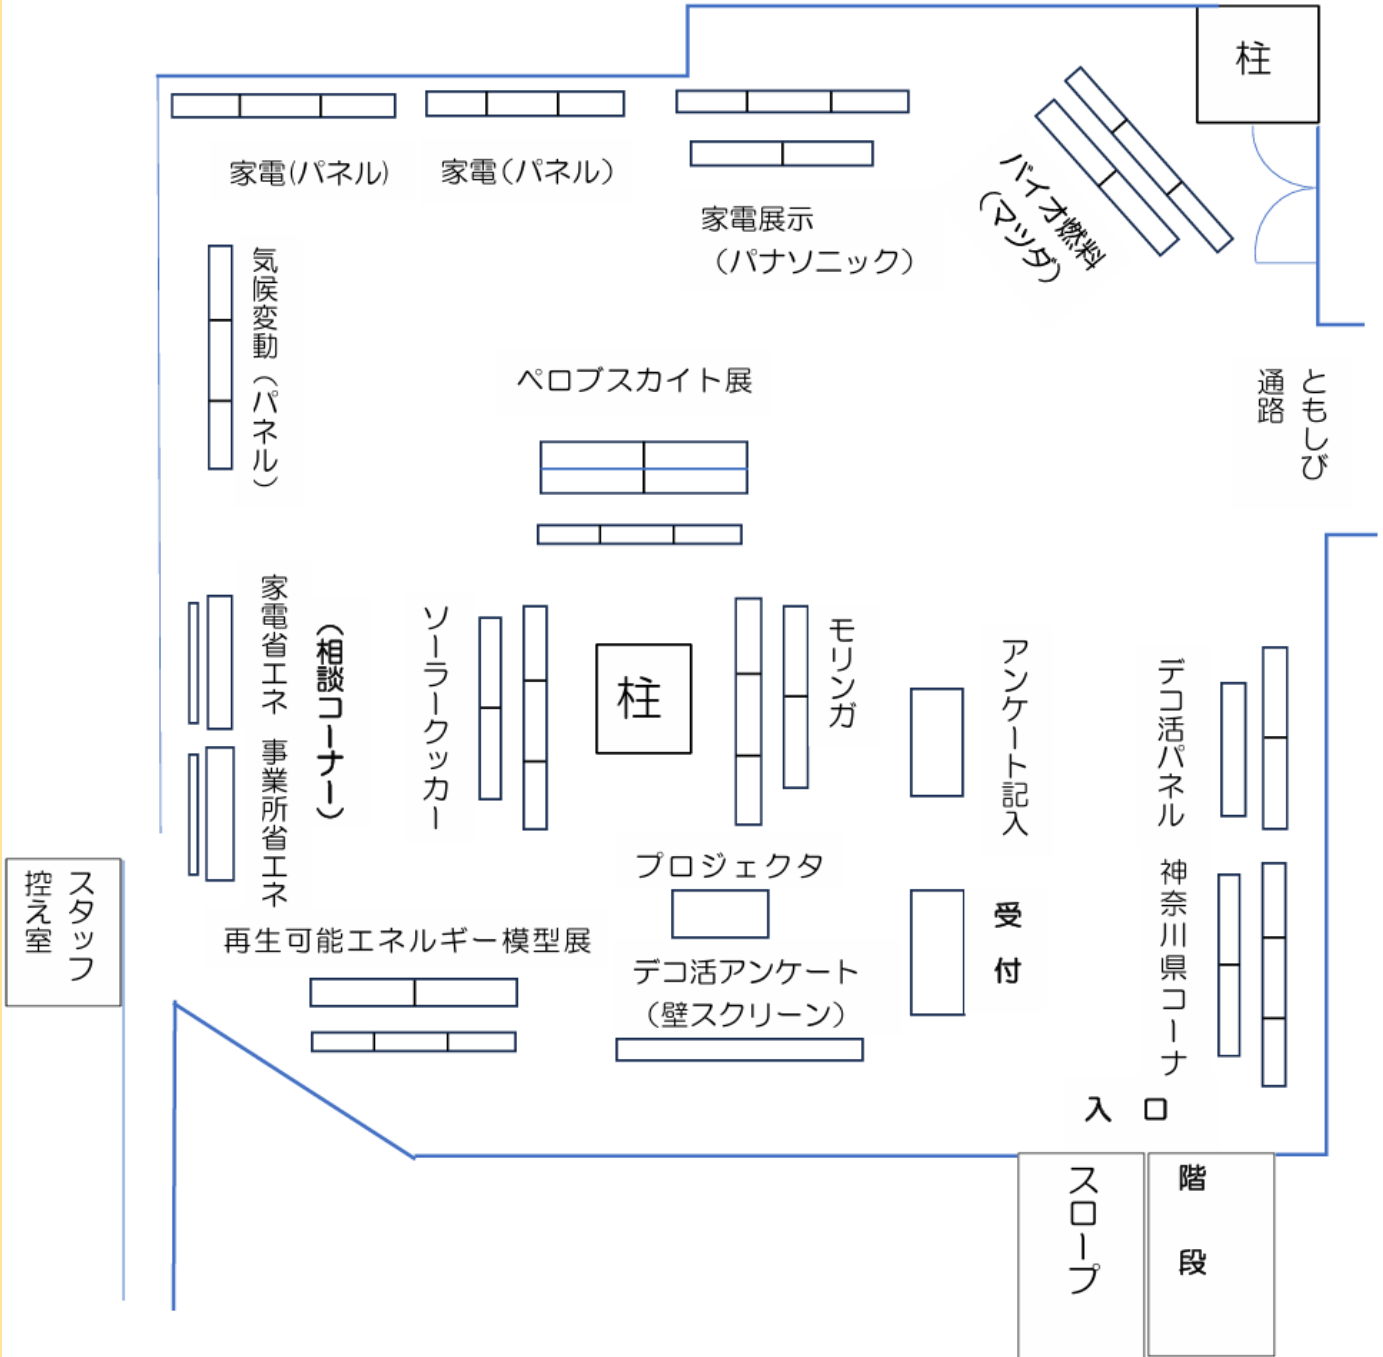 柱
家電(パネル)
家電(パネル)
家電展示
(パナソニック)
バイオ燃料
(マツダ)
気候変動(パネル)
ペロブスカイト展
ともしび
通路
家電省エネ
事業所省エネ
(相談コーナー)
ソーラークッカー
柱
モリンガ
アンケート記入
デコ活パネル
プロジェクタ
受付
神奈川県コーナ
スタッフ
控え室
再生可能エネルギー模型展
デコ活アンケート
(壁スクリーン)
入口
スロープ
階段